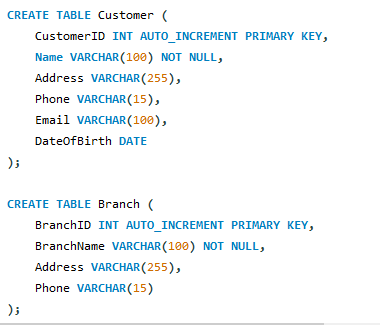 CREATE TABLE Customer (
    CustomerID INT AUTO_INCREMENT PRIMARY KEY,
    Name VARCHAR(100) NOT NULL,
    Address VARCHAR(255),
    Phone VARCHAR(15),
    Email VARCHAR(100),
    DateOfBirth DATE
);
CREATE TABLE Branch (
    BranchID INT AUTO_INCREMENT PRIMARY KEY,
    BranchName VARCHAR(100) NOT NULL,
    Address VARCHAR(255),
    Phone VARCHAR(15)
);